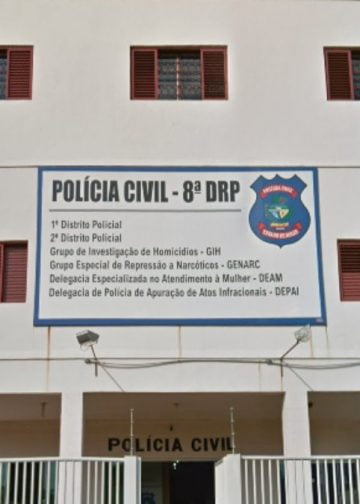 POLÍCIA CIVIL - 8ª DRP
1º Distrito Policial
2º Distrito Policial
Grupo de Investigação de Homicídios - GIH
Grupo Especial de Repressão a Narcóticos - GENARC
Delegacia Especializada no Atendimento à Mulher - DEAM
Delegacia de Polícia de Apuração de Atos Infracionais - DEPAI
POLÍCIA CIVIL